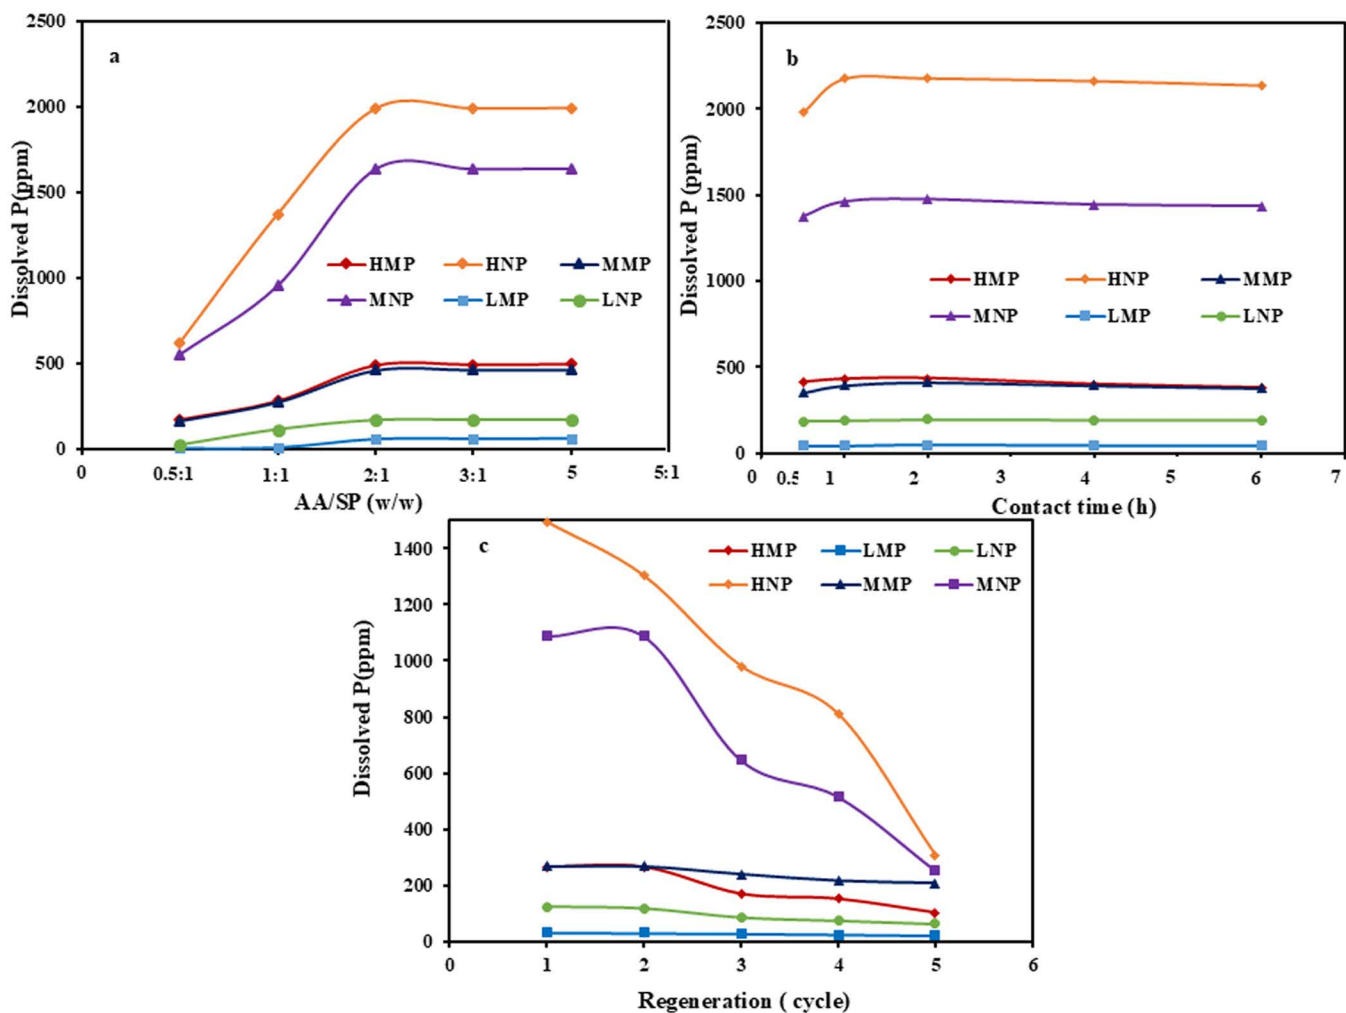 a
2500
2000
1500
1000
500
0
Dissolved P(ppm)
HMP HNP MMP
MNP LMP LNP
0 0.5:1 1:1 2:1 3:1 5 5:1
AA/SP (w/w)
b
2500
2000
1500
1000
500
0
Dissolved P (ppm)
HMP HNP MMP
MNP LMP LNP
0 0.5 1 2 3 4 5 6 7
Contact time (h)
c
1400
1200
1000
800
600
400
200
0
Dissolved P(ppm)
HMP LMP LNP
HNP MMP MNP
0 1 2 3 4 5 6
Regeneration ( cycle)